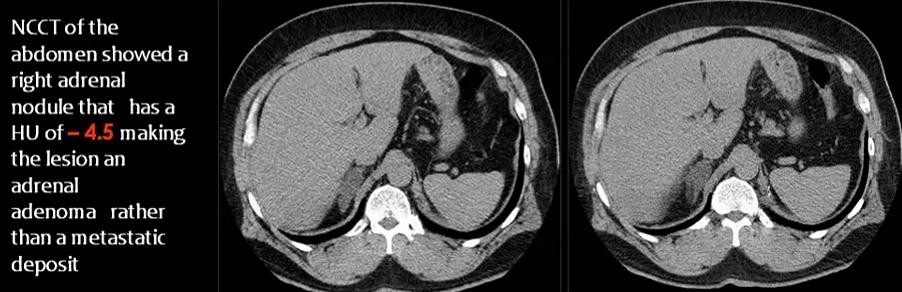 NCCT of the
abdomen showed a
right adrenal
nodule that has a
HU of – 4.5 making
the lesion an
adrenal
adenoma rather
than a metastatic
deposit